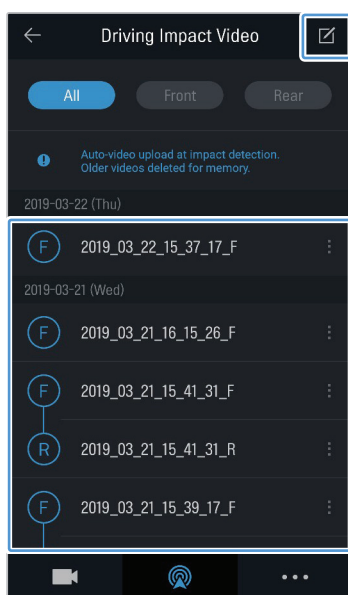 Driving Impact Video
All Front Rear
Auto-video upload at impact detection.
Older videos deleted for memory.
2019-03-22 (Thu)
F 2019_03_22_15_37_17_F
2019-03-21 (Wed)
F 2019_03_21_16_15_26_F
F 2019_03_21_15_41_31_F
R 2019_03_21_15_41_31_R
F 2019_03_21_15_39_17_F